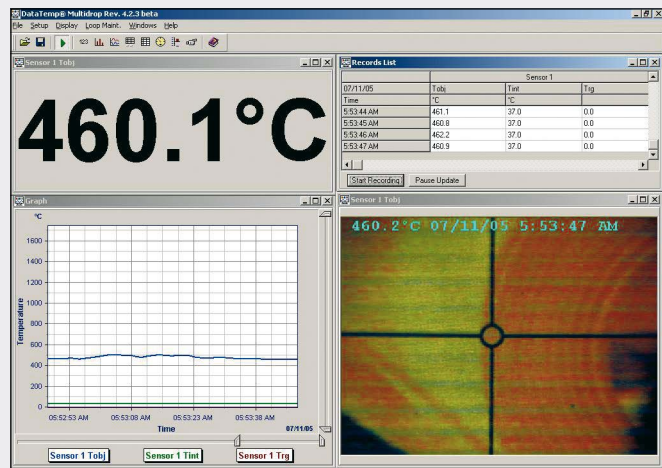 DataTemp® Multidrop Rev. 4.2.3 beta
File Setup Display Loop Maint. Windows Help
123
Sensor 1 Tobj
460.1°C
Records List
Sensor 1
07/11/05 Tobj Tint Trg
Time °C °C
5:53:44 AM 461.1 37.0 0.0
5:53:45 AM 460.8 37.0 0.0
5:53:46 AM 462.2 37.0 0.0
5:53:47 AM 460.9 37.0 0.0
Start Recording Pause Update
Graph
°C
1600
1400
1200
1000
800
600
400
200
0
Temperature
05:52:53 AM 05:53:08 AM 05:53:23 AM 05:53:38 AM
Time 07/11/05
Sensor 1 Tobj Sensor 1 Tint Sensor 1 Trg
Sensor 1 Tobj
460.2°C 07/11/05 5:53:47 AM